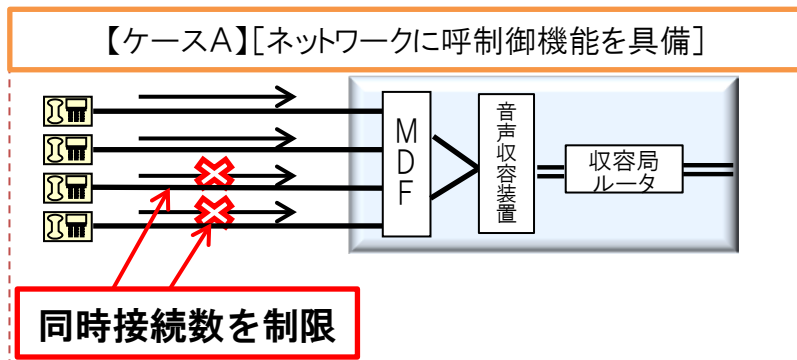 【ケースA】[ネットワークに呼制御機能を具備]
MDF
音声収容装置
収容局
ルータ
同時接続数を制限